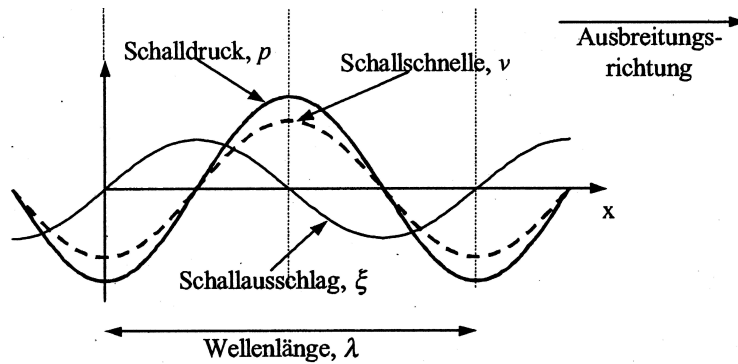 Schalldruck, p
Schallschnelle, v
Ausbreitungs-
richtung
x
Schallausschlag, ξ
Wellenlänge, λ